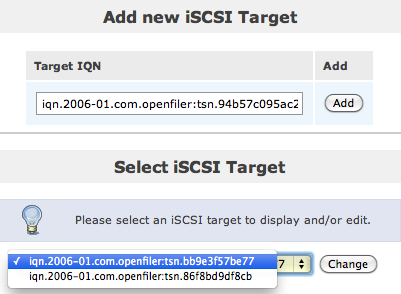 Add new iSCSI Target
Target IQN Add
iqn.2006-01.com.openfiler:tsn.94b57c095ac2 Add
Select iSCSI Target
Please select an iSCSI target to display and/or edit.
✓ iqn.2006-01.com.openfiler:tsn.bb9e3f57be77 7 Change
iqn.2006-01.com.openfiler:tsn.86f8bd9df8cb